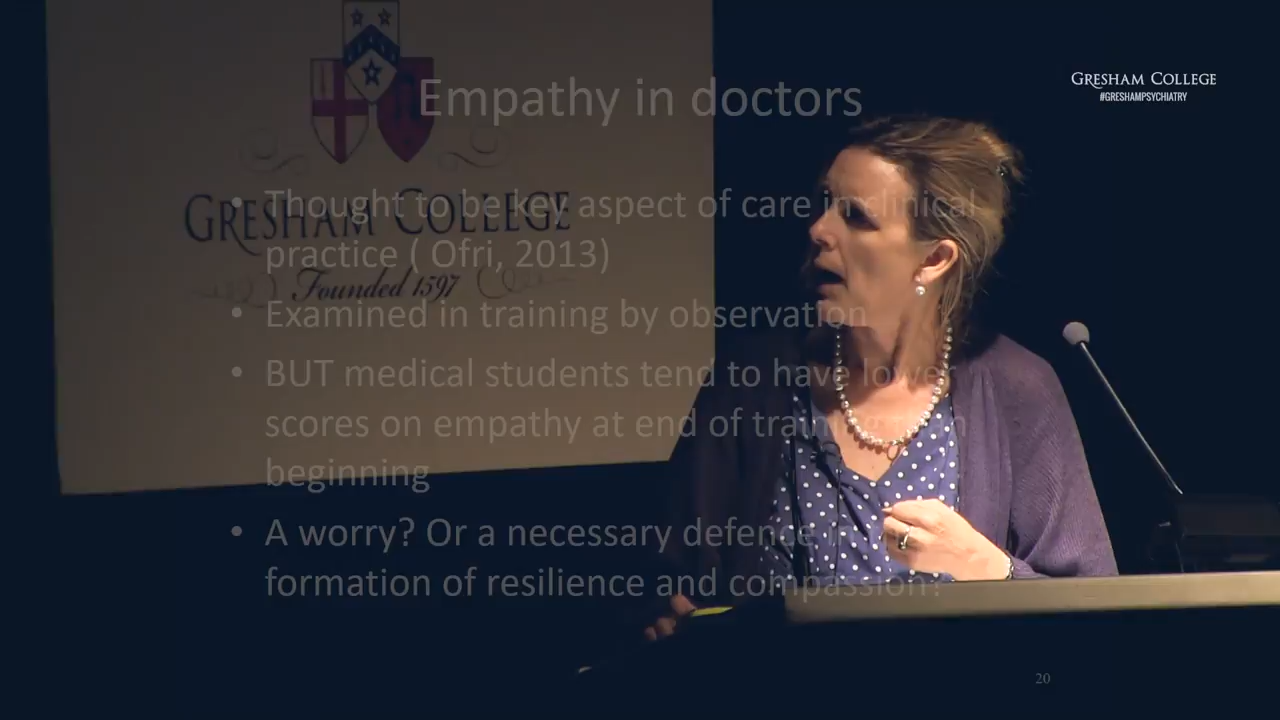 GRESHAM COLLEGE
#GRESHAMPSYCHIATRY
Empathy in doctors
GRESHAM COLLEGE
Founded 1597
• Thought to be key aspect of care clinical
practice ( Ofri, 2013)
• Examined in training by observation
• BUT medical students tend to have lower
scores on empathy at end of training
beginning
• A worry? Or a necessary defence in
formation of resilience and compassion?
20